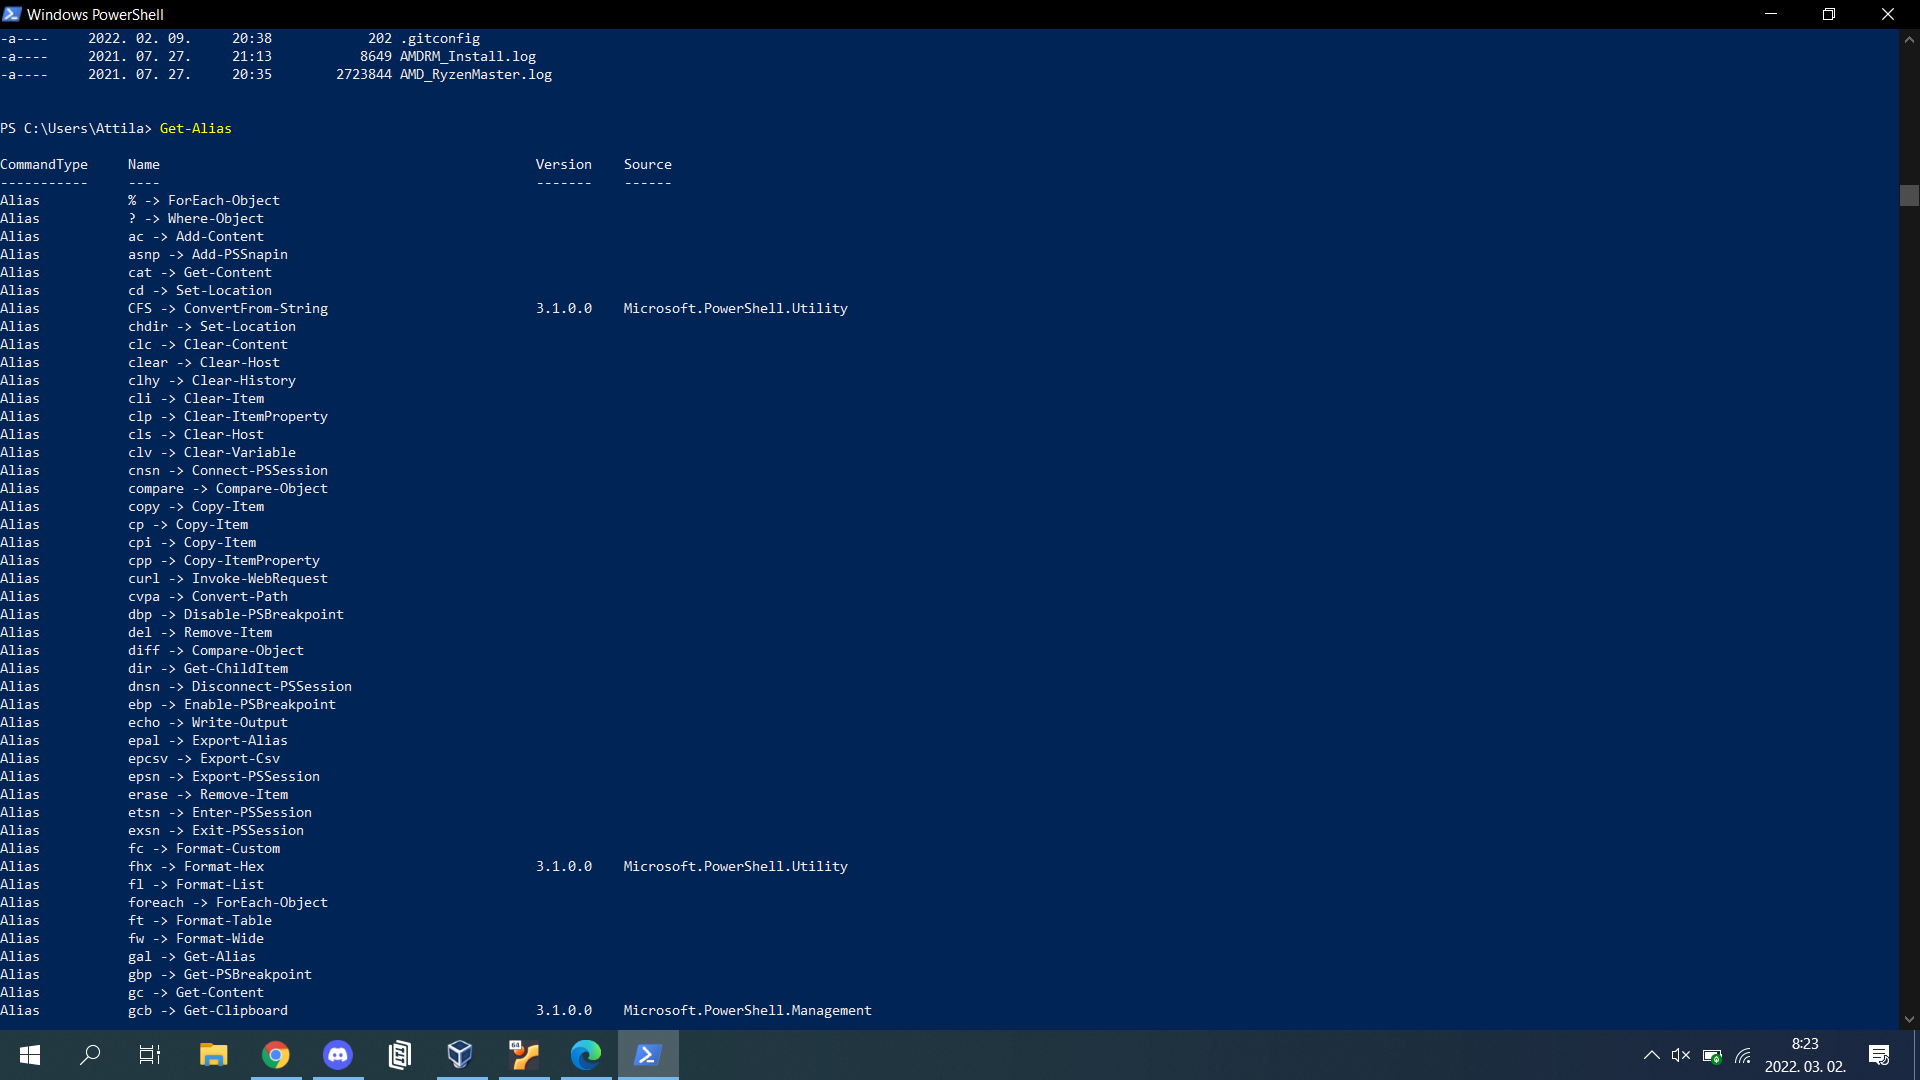 Windows PowerShell
-a---- 2022. 02. 09. 20:38 202 .gitconfig
-a---- 2021. 07. 27. 21:13 8649 AMDRM_Install.log
-a---- 2021. 07. 27. 20:35 2723844 AMD_RyzenMaster.log
PS C:\Users\Attila> Get-Alias
CommandType Name Version Source
----------- ---- ------- ------
Alias % -> ForEach-Object
Alias ? -> Where-Object
Alias ac -> Add-Content
Alias asnp -> Add-PSSnapin
Alias cat -> Get-Content
Alias cd -> Set-Location
Alias CFS -> ConvertFrom-String 3.1.0.0 Microsoft.PowerShell.Utility
Alias chdir -> Set-Location
Alias clc -> Clear-Content
Alias clear -> Clear-Host
Alias clhy -> Clear-History
Alias cli -> Clear-Item
Alias clp -> Clear-ItemProperty
Alias cls -> Clear-Host
Alias clv -> Clear-Variable
Alias cnsn -> Connect-PSSession
Alias compare -> Compare-Object
Alias copy -> Copy-Item
Alias cp -> Copy-Item
Alias cpi -> Copy-Item
Alias cpp -> Copy-ItemProperty
Alias curl -> Invoke-WebRequest
Alias cvpa -> Convert-Path
Alias dbp -> Disable-PSBreakpoint
Alias del -> Remove-Item
Alias diff -> Compare-Object
Alias dir -> Get-ChildItem
Alias dnsn -> Disconnect-PSSession
Alias ebp -> Enable-PSBreakpoint
Alias echo -> Write-Output
Alias epal -> Export-Alias
Alias epcsv -> Export-Csv
Alias epsn -> Export-PSSession
Alias erase -> Remove-Item
Alias etsn -> Enter-PSSession
Alias exsn -> Exit-PSSession
Alias fc -> Format-Custom
Alias fhx -> Format-Hex 3.1.0.0 Microsoft.PowerShell.Utility
Alias fl -> Format-List
Alias foreach -> ForEach-Object
Alias ft -> Format-Table
Alias fw -> Format-Wide
Alias gal -> Get-Alias
Alias gbp -> Get-PSBreakpoint
Alias gc -> Get-Content
Alias gcb -> Get-Clipboard 3.1.0.0 Microsoft.PowerShell.Management
64
8:23
2022. 03. 02.